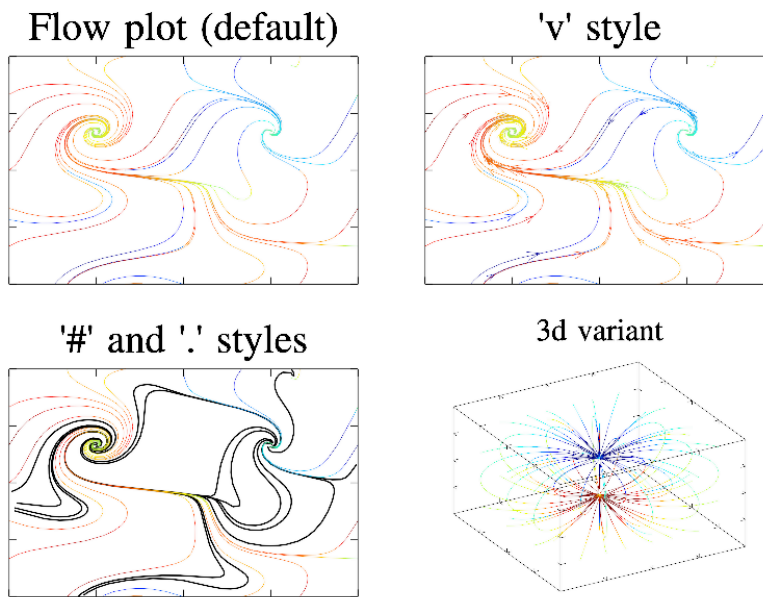 Flow plot (default)
'v' style
'#' and '.' styles
3d variant